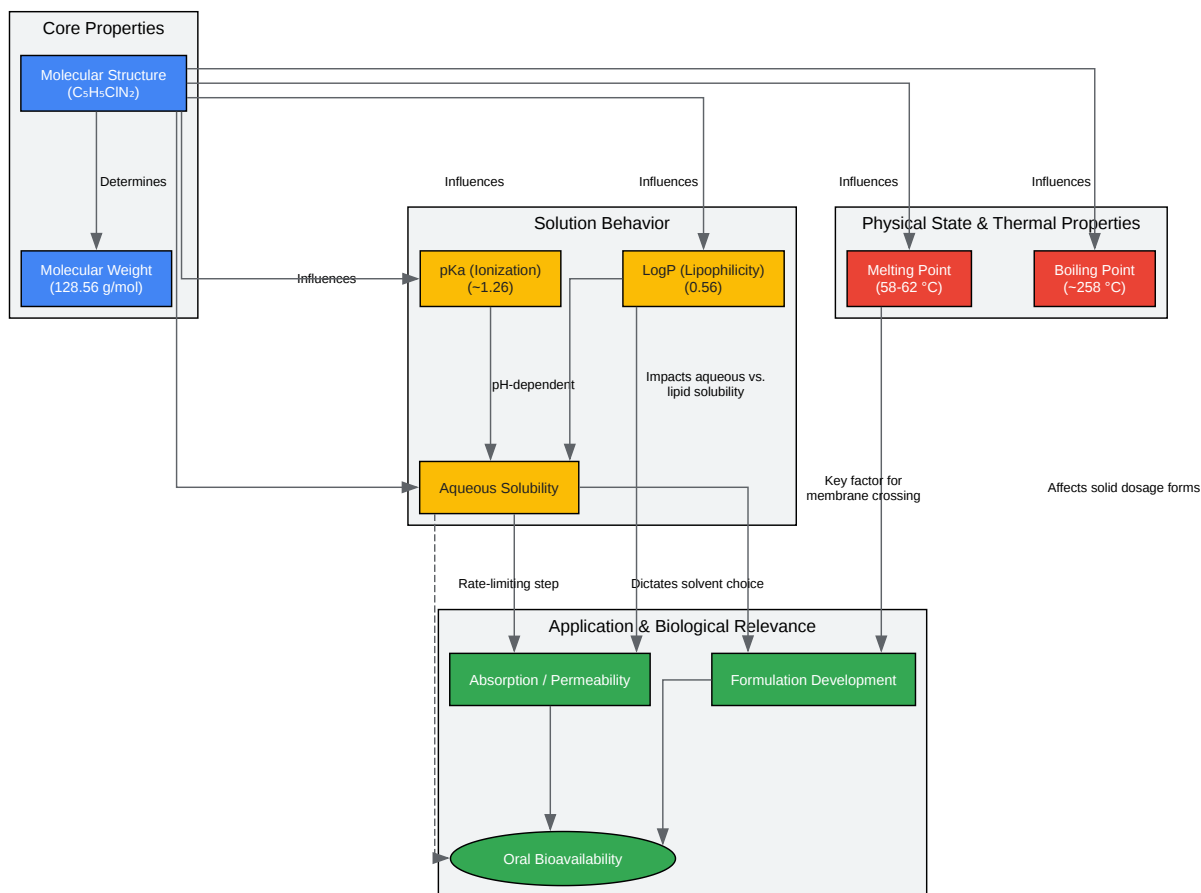 Core Properties
Molecular Structure
(C₅H₅ClN₂)
Determines
Influences
Influences
Influences
Influences
Solution Behavior
Physical State & Thermal Properties
Molecular Weight
(128.56 g/mol)
Influences
pKa (Ionization)
(~1.26)
LogP (Lipophilicity)
(0.56)
Melting Point
(58-62 °C)
Boiling Point
(~258 °C)
pH-dependent
Impacts aqueous vs.
lipid solubility
Aqueous Solubility
Key factor for
membrane crossing
Affects solid dosage forms
Rate-limiting step
Dictates solvent choice
Application & Biological Relevance
Absorption / Permeability
Formulation Development
Oral Bioavailability